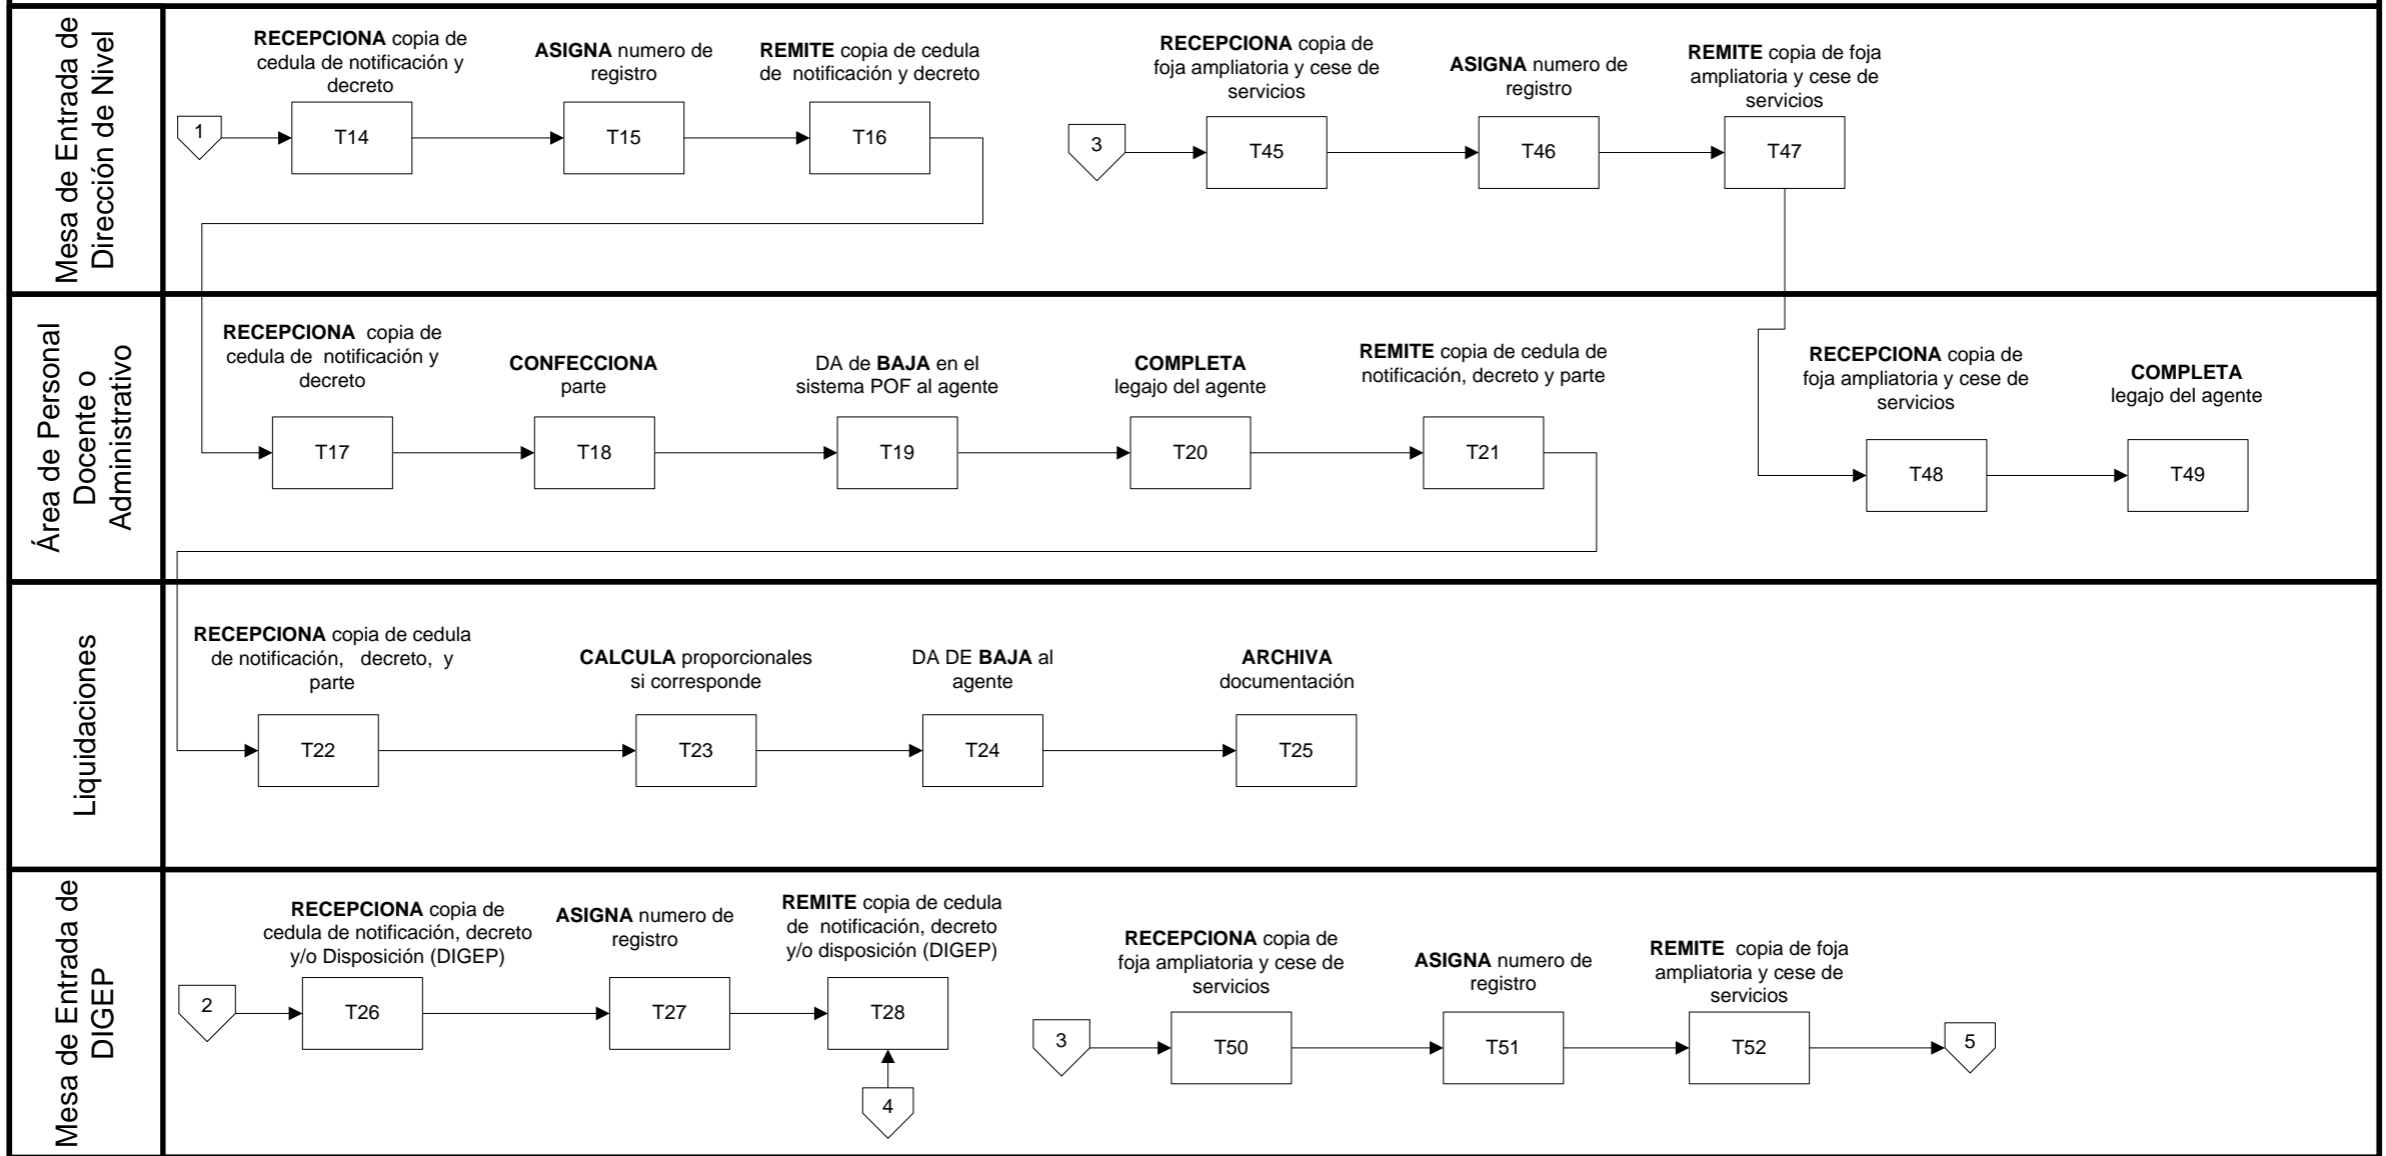 Mesa de Entrada de
Dirección de Nivel
RECEPCIONA copia de
cedula de notificación y
decreto
ASIGNA numero de
registro
REMITE copia de cedula
de notificación y decreto
1
T14
T15
T16
RECEPCIONA copia de
foja ampliatoria y cese de
servicios
ASIGNA numero de
registro
REMITE copia de foja
ampliatoria y cese de
servicios
3
T45
T46
T47
Área de Personal
Docente o
Administrativo
RECEPCIONA copia de
cedula de notificación y
decreto
CONFECCIONA
parte
DA de BAJA en el
sistema POF al agente
COMPLETA
legajo del agente
REMITE copia de cedula de
notificación, decreto y parte
T17
T18
T19
T20
T21
RECEPCIONA copia de
foja ampliatoria y cese de
servicios
COMPLETA
legajo del agente
T48
T49
Liquidaciones
RECEPCIONA copia de cedula
de notificación, decreto, y
parte
CALCULA proporcionales
si corresponde
DA DE BAJA al
agente
ARCHIVA
documentación
T22
T23
T24
T25
Mesa de Entrada de
DIGEP
RECEPCIONA copia de
cedula de notificación, decreto
y/o Disposición (DIGEP)
ASIGNA numero de
registro
REMITE copia de cedula
de notificación, decreto
y/o disposición (DIGEP)
2
T26
T27
T28
4
RECEPCIONA copia de
foja ampliatoria y cese de
servicios
ASIGNA numero de
registro
REMITE copia de foja
ampliatoria y cese de
servicios
3
T50
T51
T52
5